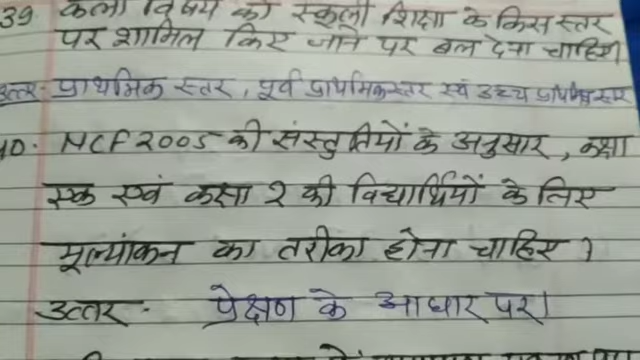 39 कला विषय को स्कूली शिक्षा के किस स्तर
पर शामिल किए जाने पर बल देना चाहिए।
उत्तर- प्राथमिक स्तर, पूर्व प्राथमिक स्तर एवं उच्च प्राथमिक स्तर
40. NCF 2005 की संस्तुतियों के अनुसार, कक्षा
एक एवं कक्षा 2 की विद्यार्थियों के लिए
मूल्यांकन का तरीका होना चाहिए।
उत्तर- प्रेक्षण के आधार पर।